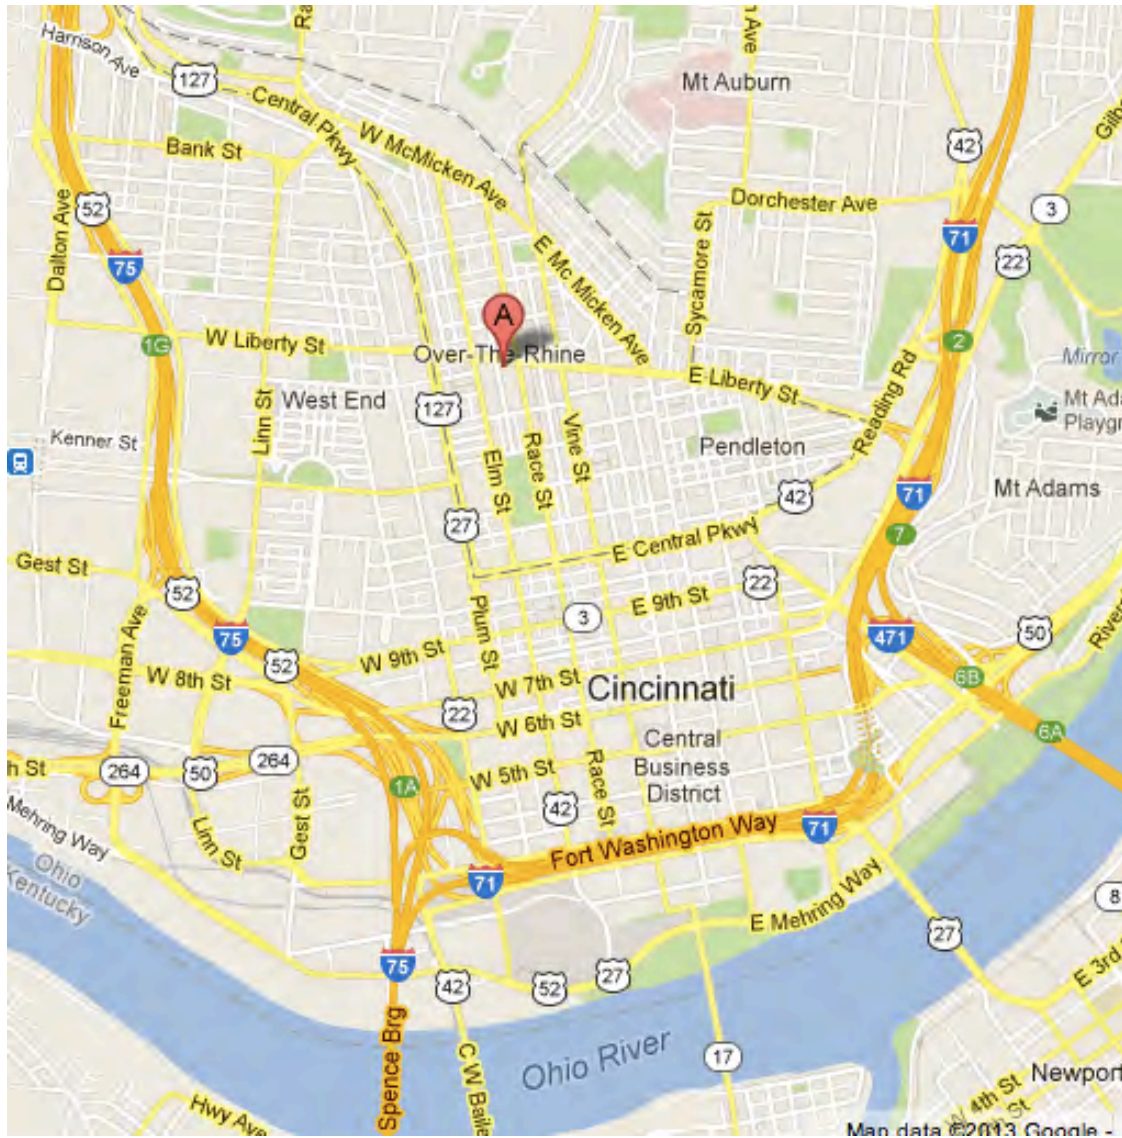 Harrison Ave
127
Central Pkwy
W McMicken Ave
Mt Auburn
42
Bank St
Dalton Ave
52
75
Dorchester Ave
3
71
22
Sycamore St
E Mc Micken Ave
A
1G
W Liberty St
Over-The-Rhine
2
Mirror
E Liberty St
Reading Rd
Linn St
West End
127
Mt Ada
Playgr
Kenner St
Vine St
Race St
Elm St
Pendleton
42
71
Mt Adams
27
7
E Central Pkwy
Gest St
52
22
E 9th St
3
Plum St
75
Freeman Ave
471
50
52
W 9th St
W 8th St
W 7th St
Cincinnati
6B
22
W 6th St
6A
Central
Business
District
264
50
264
h St
W 5th St
1A
Race St
42
Mehring Way
Linn St
Gest St
Fort Washington Way
71
Ohio
Kentucky
71
E Mehring Way
8
27
75
42
52
27
E 3rd
Spence Brg
C W Baile
Ohio River
17
Newport
W 4th St
St
Hwy Ave
Map data ©2013 Google -